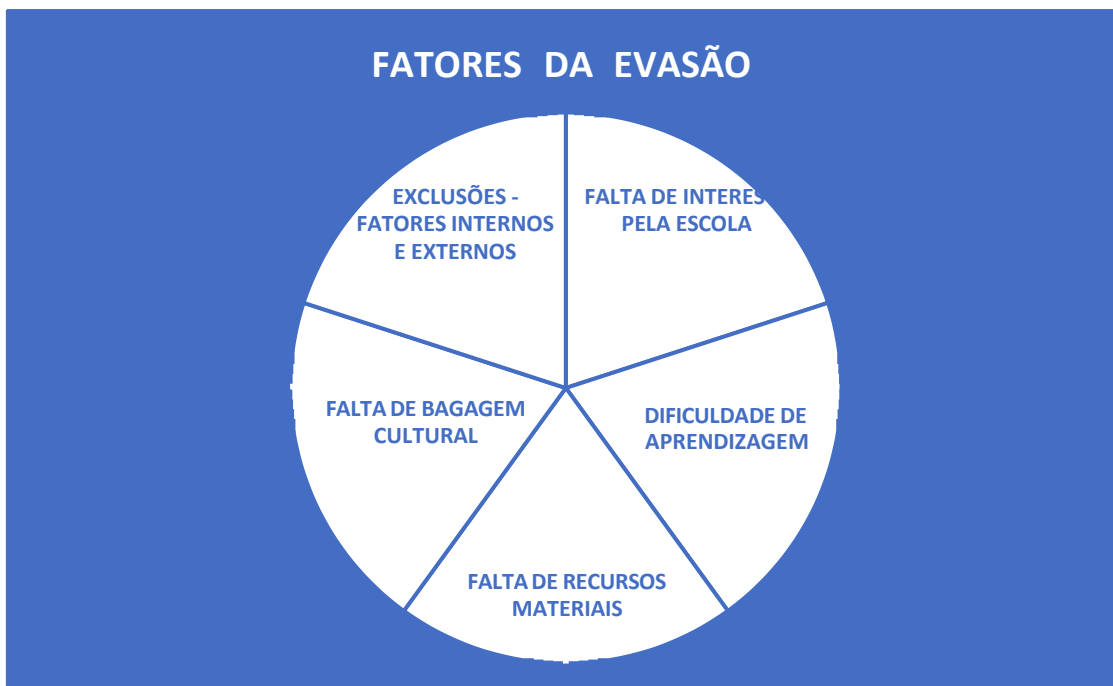 FATORES DA EVASÃO
EXCLUSÕES -
FATORES INTERNOS
E EXTERNOS
FALTA DE INTERES
PELA ESCOLA
DIFICULDADE DE
APRENDIZAGEM
FALTA DE RECURSOS
MATERIAIS
FALTA DE BAGAGEM
CULTURAL